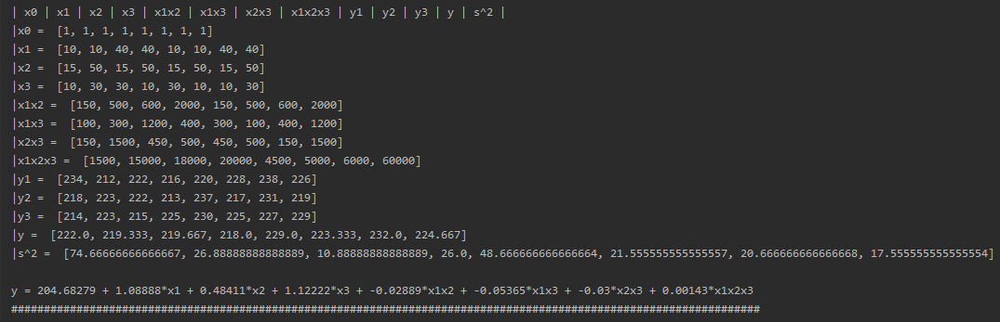 | x0 | x1 | x2 | x3 | x1x2 | x1x3 | x2x3 | x1x2x3 | y1 | y2 | y3 | y | s^2 |
|x0 =  [1, 1, 1, 1, 1, 1, 1, 1]
|x1 =  [10, 10, 40, 40, 10, 10, 40, 40]
|x2 =  [15, 50, 15, 50, 15, 50, 15, 50]
|x3 =  [10, 30, 30, 10, 30, 10, 10, 30]
|x1x2 =  [150, 500, 600, 2000, 150, 500, 600, 2000]
|x1x3 =  [100, 300, 1200, 400, 300, 100, 400, 1200]
|x2x3 =  [150, 1500, 450, 500, 450, 500, 150, 1500]
|x1x2x3 =  [1500, 15000, 18000, 20000, 4500, 5000, 6000, 60000]
|y1 =  [234, 212, 222, 216, 220, 228, 238, 226]
|y2 =  [218, 223, 222, 213, 237, 217, 231, 219]
|y3 =  [214, 223, 215, 225, 230, 225, 227, 229]
|y =  [222.0, 219.333, 219.667, 218.0, 229.0, 223.333, 232.0, 224.667]
|s^2 =  [74.66666666666667, 26.88888888888889, 10.88888888888889, 26.0, 48.666666666666664, 21.555555555555557, 20.666666666666668, 17.555555555555554]
y = 204.68279 + 1.08888*x1 + 0.48411*x2 + 1.12222*x3 + -0.02889*x1x2 + -0.05365*x1x3 + -0.03*x2x3 + 0.00143*x1x2x3
###################################################################################################################